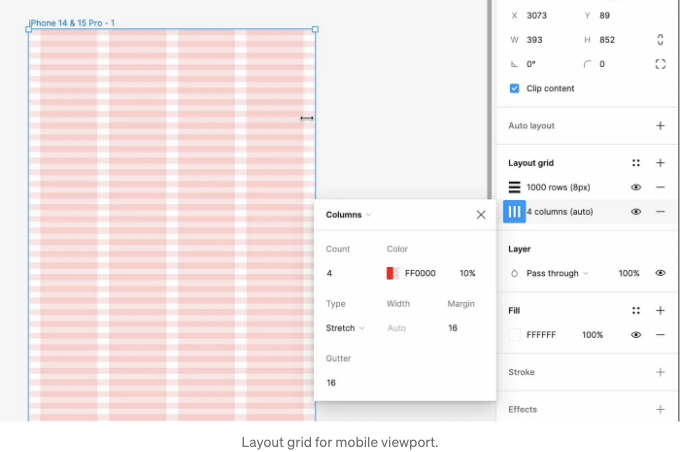 iPhone 14 & 15 Pro - 1
X 3073 Y 89
W 393 H 852
0° 0
Clip content
Auto layout
Layout grid
1000 rows (8px)
4 columns (auto)
Columns
Count Color
4 FF0000 10%
Type Width Margin
Stretch Auto 16
Gutter
16
Layer
Pass through 100%
Fill
FFFFFF 100%
Stroke
Effects
Layout grid for mobile viewport.